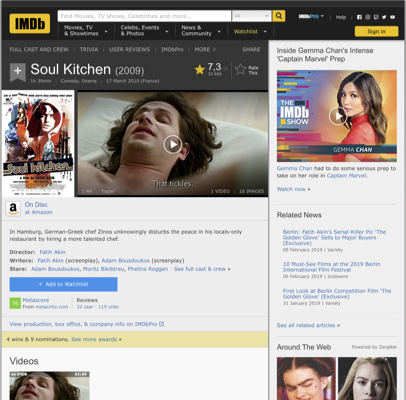 IMDb
Find Movies, TV shows, Celebrities and more...
All
Movies, TV
& Showtimes
Celebs, Events
& Photos
News &
Community
Watchlist
IMDbPro
Help
Sign in
FULL CAST AND CREW | TRIVIA | USER REVIEWS | IMDbPro | MORE
SHARE
Soul Kitchen (2009)
1h 39min | Comedy, Drama | 17 March 2010 (France)
7,3
Rate
This
Soul Kitchen
That tickles.
1:44 | Trailer
1 VIDEO | 16 IMAGES
On Disc
at Amazon
In Hamburg, German-Greek chef Zinos unknowingly disturbs the peace in his locals-only
restaurant by hiring a more talented chef.
Director: Fatih Akin
Writers: Fatih Akin (screenplay), Adam Bousdoukos (screenplay)
Stars: Adam Bousdoukos, Moritz Bleibtreu, Pheline Roggan | See full cast & crew »
+ Add to Watchlist
Metascore
From metacritic.com
Reviews
32 user | 115 critic
View production, box office, & company info on IMDbPro
4 wins & 9 nominations. See more awards »
Videos
Inside Gemma Chan's Intense
'Captain Marvel' Prep
THE
IMDb
SHOW
GEMMA CHAN
Gemma Chan had to do some serious prep to
take on her role in Captain Marvel.
Watch now »
Related News
Berlin: Fatih Akin's Serial-Killer Pic 'The
Golden Glove' Sells to Major Buyers
(Exclusive)
08 February 2019 | Variety
10 Must-See Films at the 2019 Berlin
International Film Festival
06 February 2019 | Indiewire
First Look at Berlin Competition Film 'The
Golden Glove' (Exclusive)
31 January 2019 | Variety
See all related articles »
Around The Web
Powered by ZergNet